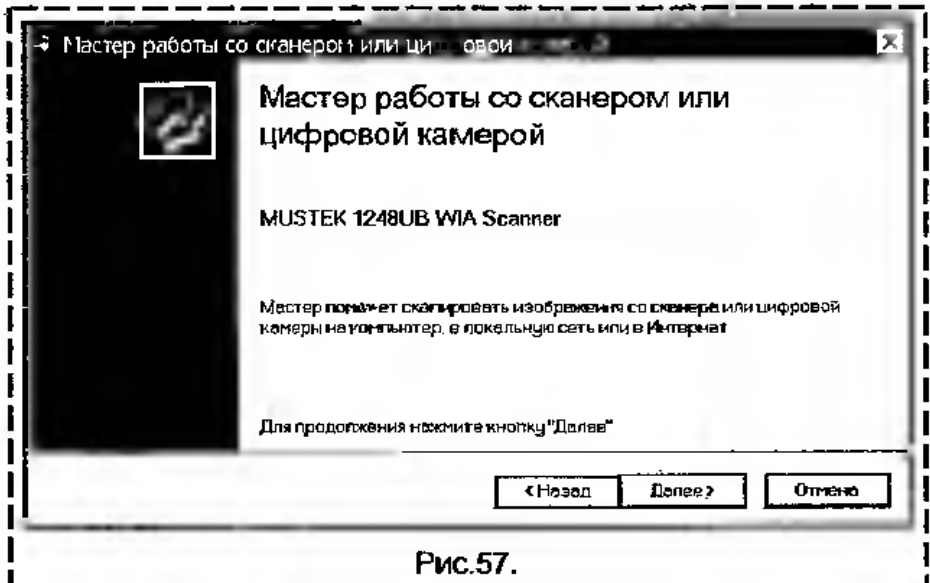 Мастер работы со сканером или ци овой
Мастер работы со сканером или
цифровой камерой
MUSTEK 1248UB WIA Scanner
Мастер поможет скопировать изображения со сканера или цифровой
камеры на компьютер, в локальную сеть или в Интернет
Для продолжения нажмите кнопку "Далее"
< Назад Далее > Отмена
Рис.57.